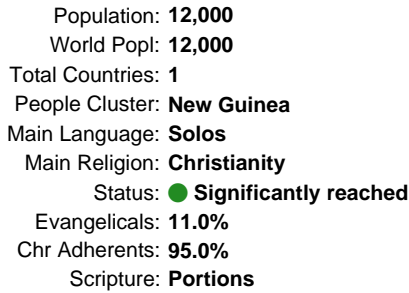 Population: 12,000
World Popl: 12,000
Total Countries: 1
People Cluster: New Guinea
Main Language: Solos
Main Religion: Christianity
Status: Significantly reached
Evangelicals: 11.0%
Chr Adherents: 95.0%
Scripture: Portions